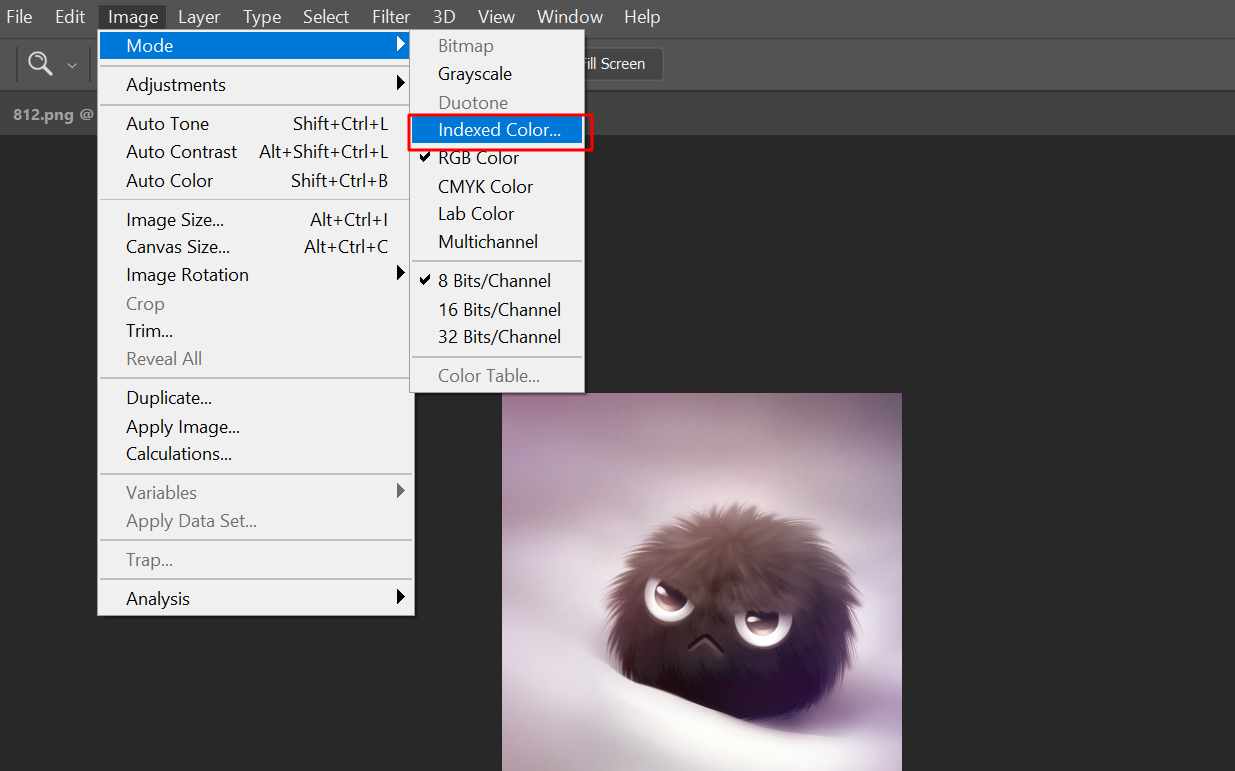 File Edit Image Layer Type Select Filter 3D View Window Help
Fill Screen
812.png @
Mode
Adjustments
Auto Tone Shift+Ctrl+L
Auto Contrast Alt+Shift+Ctrl+L
Auto Color Shift+Ctrl+B
Image Size... Alt+Ctrl+I
Canvas Size... Alt+Ctrl+C
Image Rotation
Crop
Trim...
Reveal All
Duplicate...
Apply Image...
Calculations...
Variables
Apply Data Set...
Trap...
Analysis
Bitmap
Grayscale
Duotone
Indexed Color...
RGB Color
CMYK Color
Lab Color
Multichannel
8 Bits/Channel
16 Bits/Channel
32 Bits/Channel
Color Table...